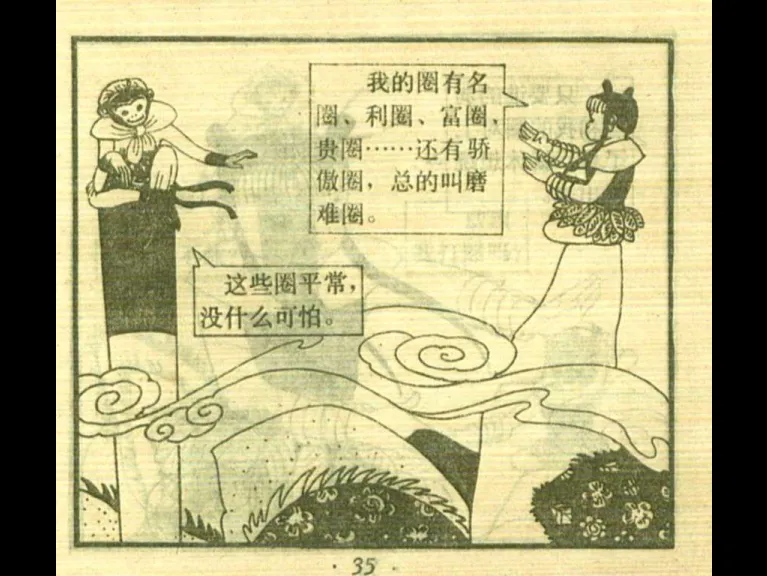 我的圈有名
圈、利圈、富圈，
贵圈……还有骄
傲圈，总的叫磨
难圈。
这些圈平常，
没什么可怕。
· 35 ·